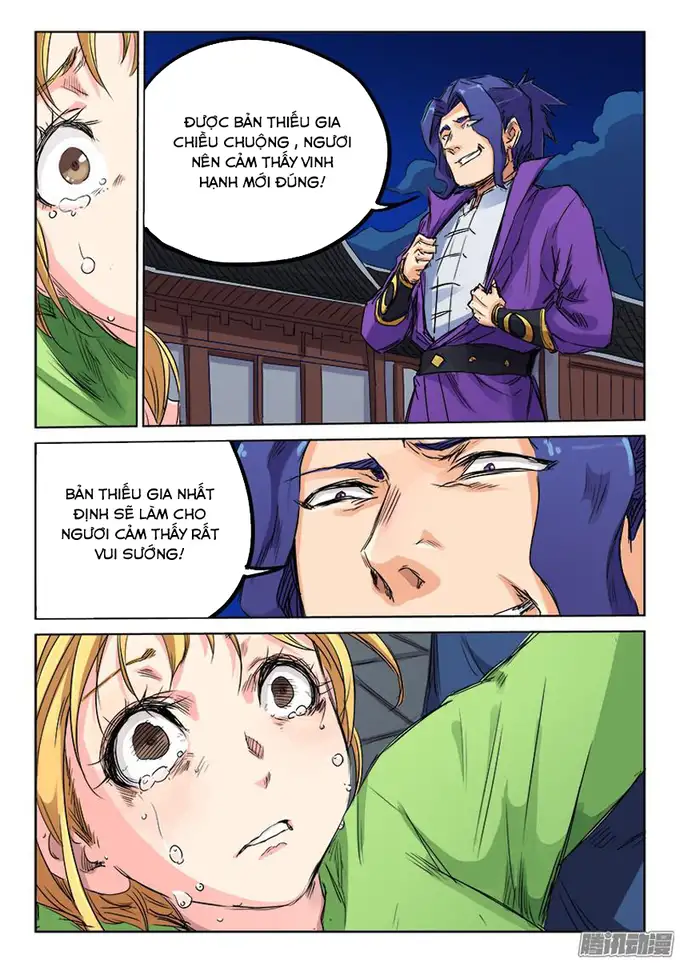 ĐƯỢC BẢN THIẾU GIA
CHIỀU CHUỘNG , NGƯƠI
NÊN CẢM THẤY VINH
HẠNH MỚI ĐÚNG!
BẢN THIẾU GIA NHẤT
ĐỊNH SẼ LÀM CHO
NGƯƠI CẢM THẤY RẤT
VUI SƯỚNG!
腾讯动漫